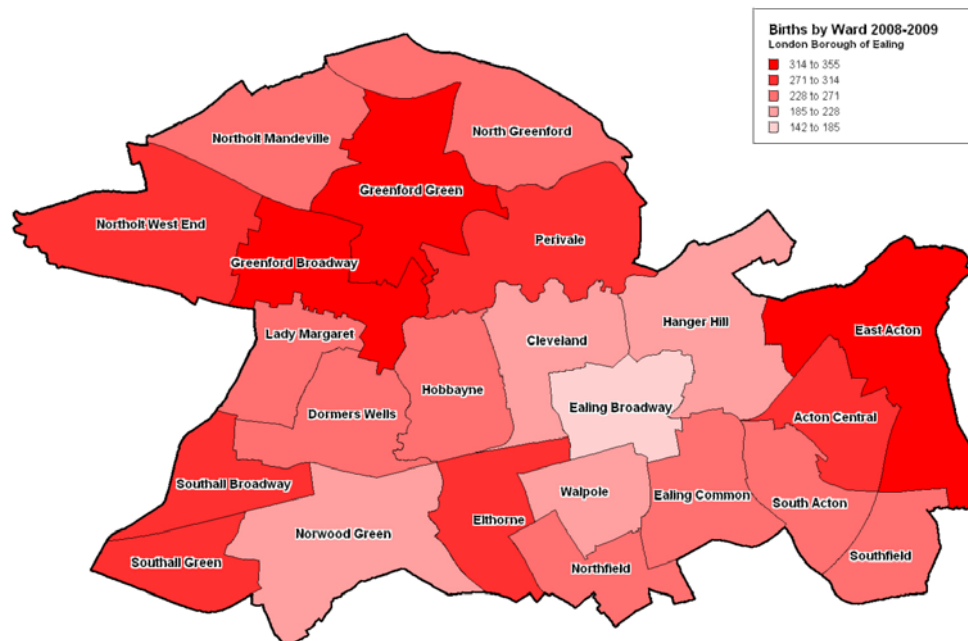 Births by Ward 2008-2009
London Borough of Ealing
314 to 355
271 to 314
228 to 271
185 to 228
142 to 185
North Greenford
Northolt Mandeville
Greenford Green
Northolt West End
Perivale
Greenford Broadway
Hanger Hill
East Acton
Lady Margaret
Cleveland
Hobbayne
Ealing Broadway
Dormers Wells
Acton Central
Southall Broadway
Walpole
Ealing Common
South Acton
Elthorne
Norwood Green
Southfield
Southall Green
Northfield